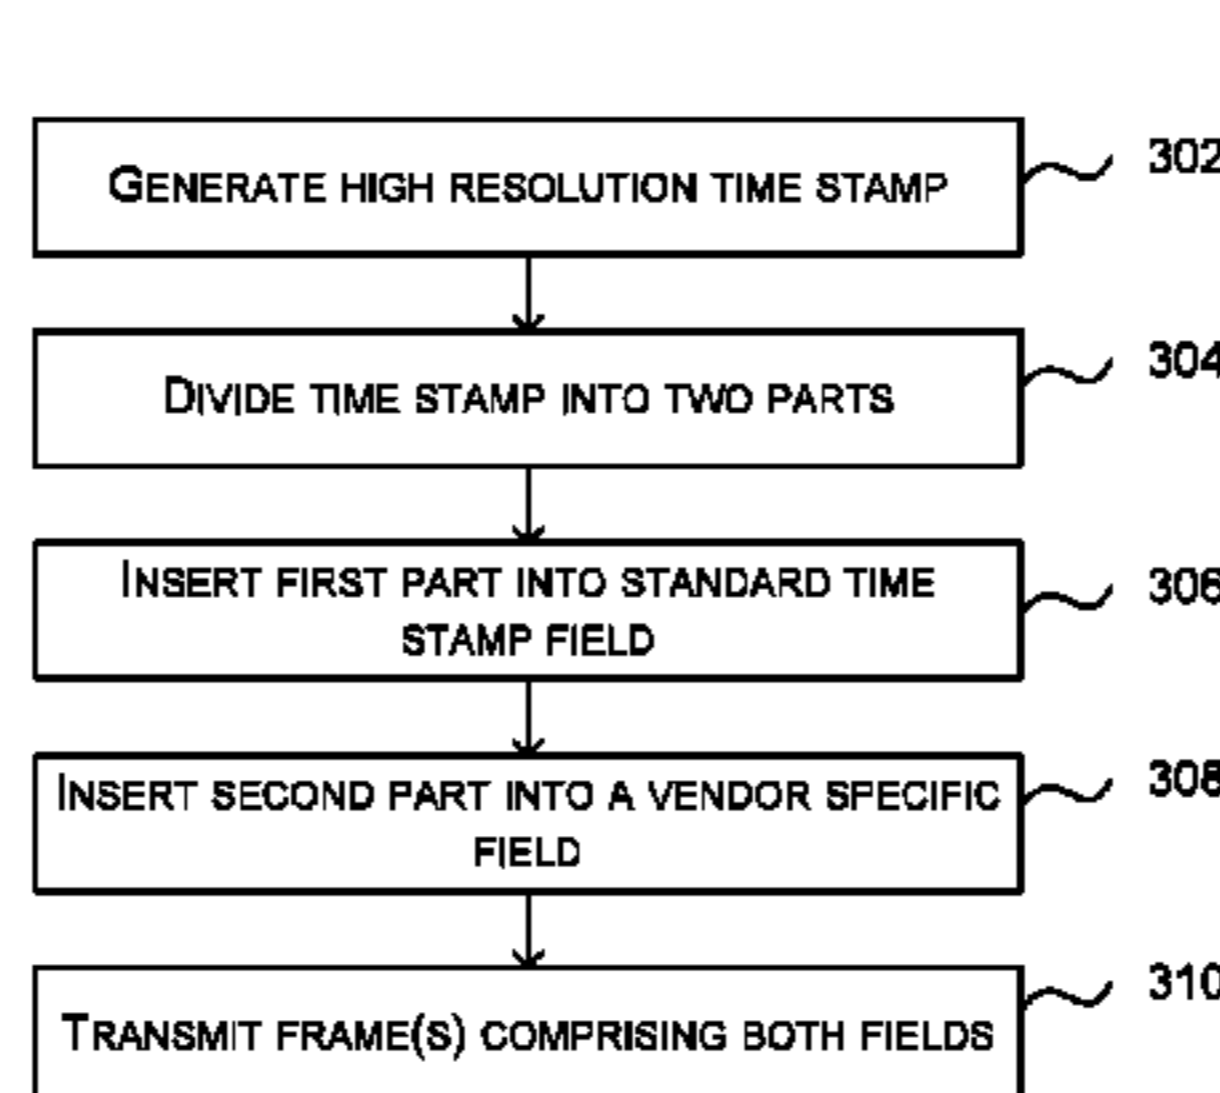 GENERATE HIGH RESOLUTION TIME STAMP
302
DIVIDE TIME STAMP INTO TWO PARTS
304
INSERT FIRST PART INTO STANDARD TIME
STAMP FIELD
306
INSERT SECOND PART INTO A VENDOR SPECIFIC
FIELD
308
TRANSMIT FRAME(S) COMPRISING BOTH FIELDS
310